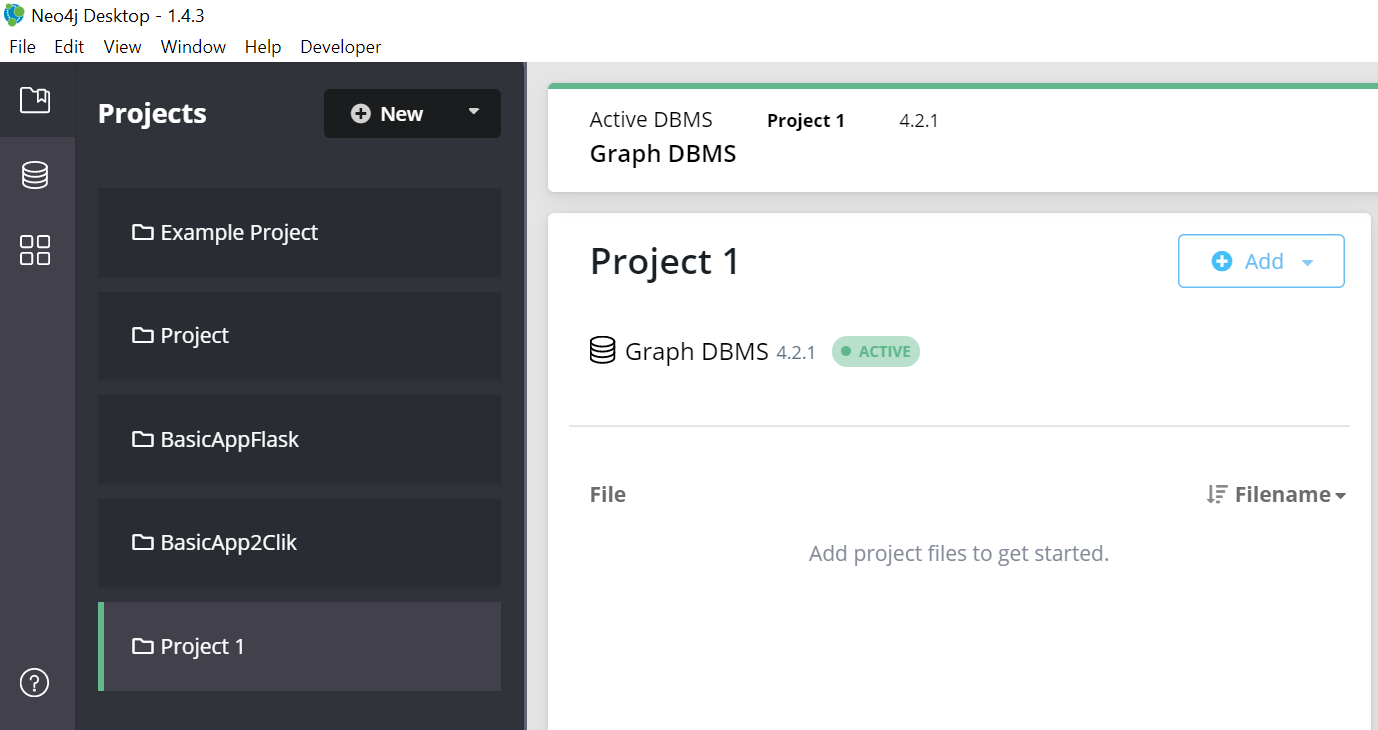 Neo4j Desktop - 1.4.3
File Edit View Window Help Developer
Projects
New
Example Project
Project
BasicAppFlask
BasicApp2Clik
Project 1
Active DBMS Project 1 4.2.1
Graph DBMS
Project 1
Add
Graph DBMS 4.2.1 ACTIVE
File Filename
Add project files to get started.